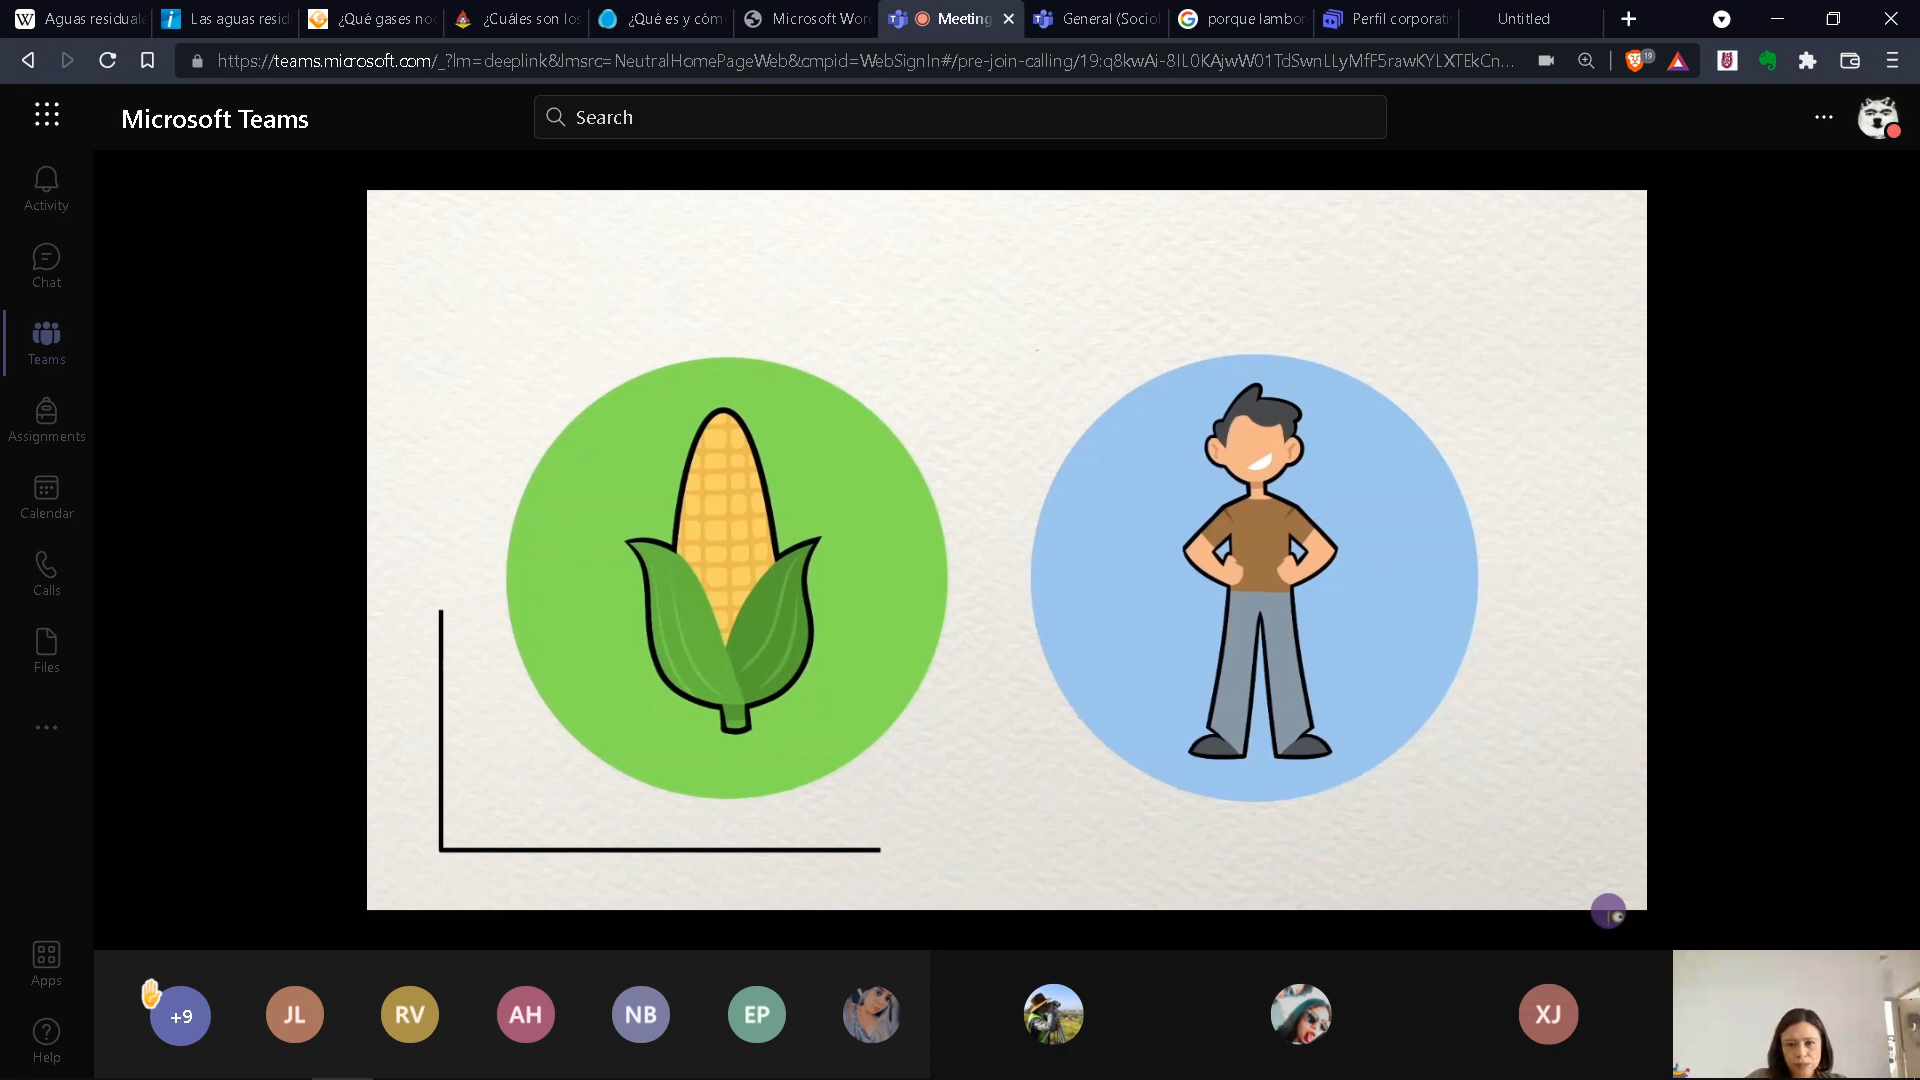 Aguas residual
Las aguas resid
¿Qué gases no
¿Cuáles son los
¿Qué es y cóm
Microsoft Wor
Meeting
General (Sociol
porque lambor
Perfil corporati
Untitled
https://teams.microsoft.com/_?lm=deeplink&lmsrc=NeutralHomePageWeb&cmpid=WebSignIn#/pre-join-calling/19:q8kwAi-8IL0KAjwW01TdSwnLLyMfF5rawKYLXTEkCn...
19
Microsoft Teams
Search
Activity
Chat
Teams
Assignments
Calendar
Calls
Files
Apps
Help
+9
JL
RV
AH
NB
EP
XJ